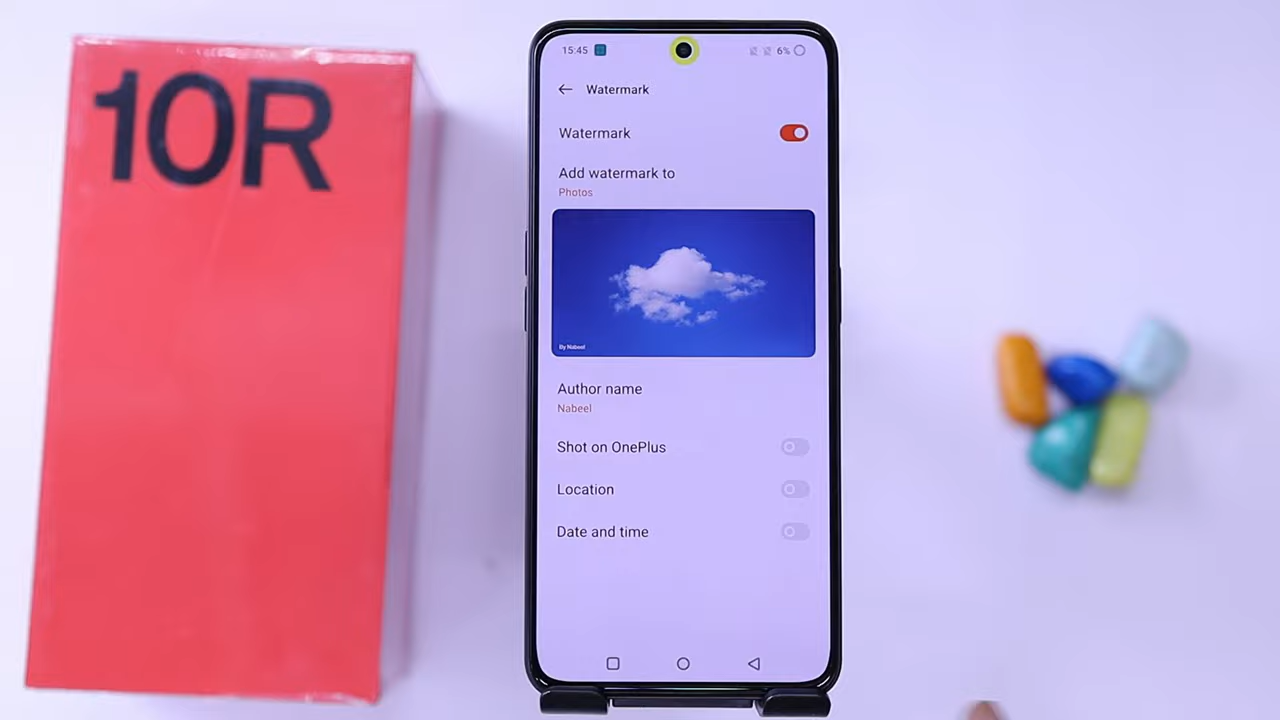 10R
15:45
6%
Watermark
Watermark
Add watermark to
Photos
By Nabeel
Author name
Nabeel
Shot on OnePlus
Location
Date and time